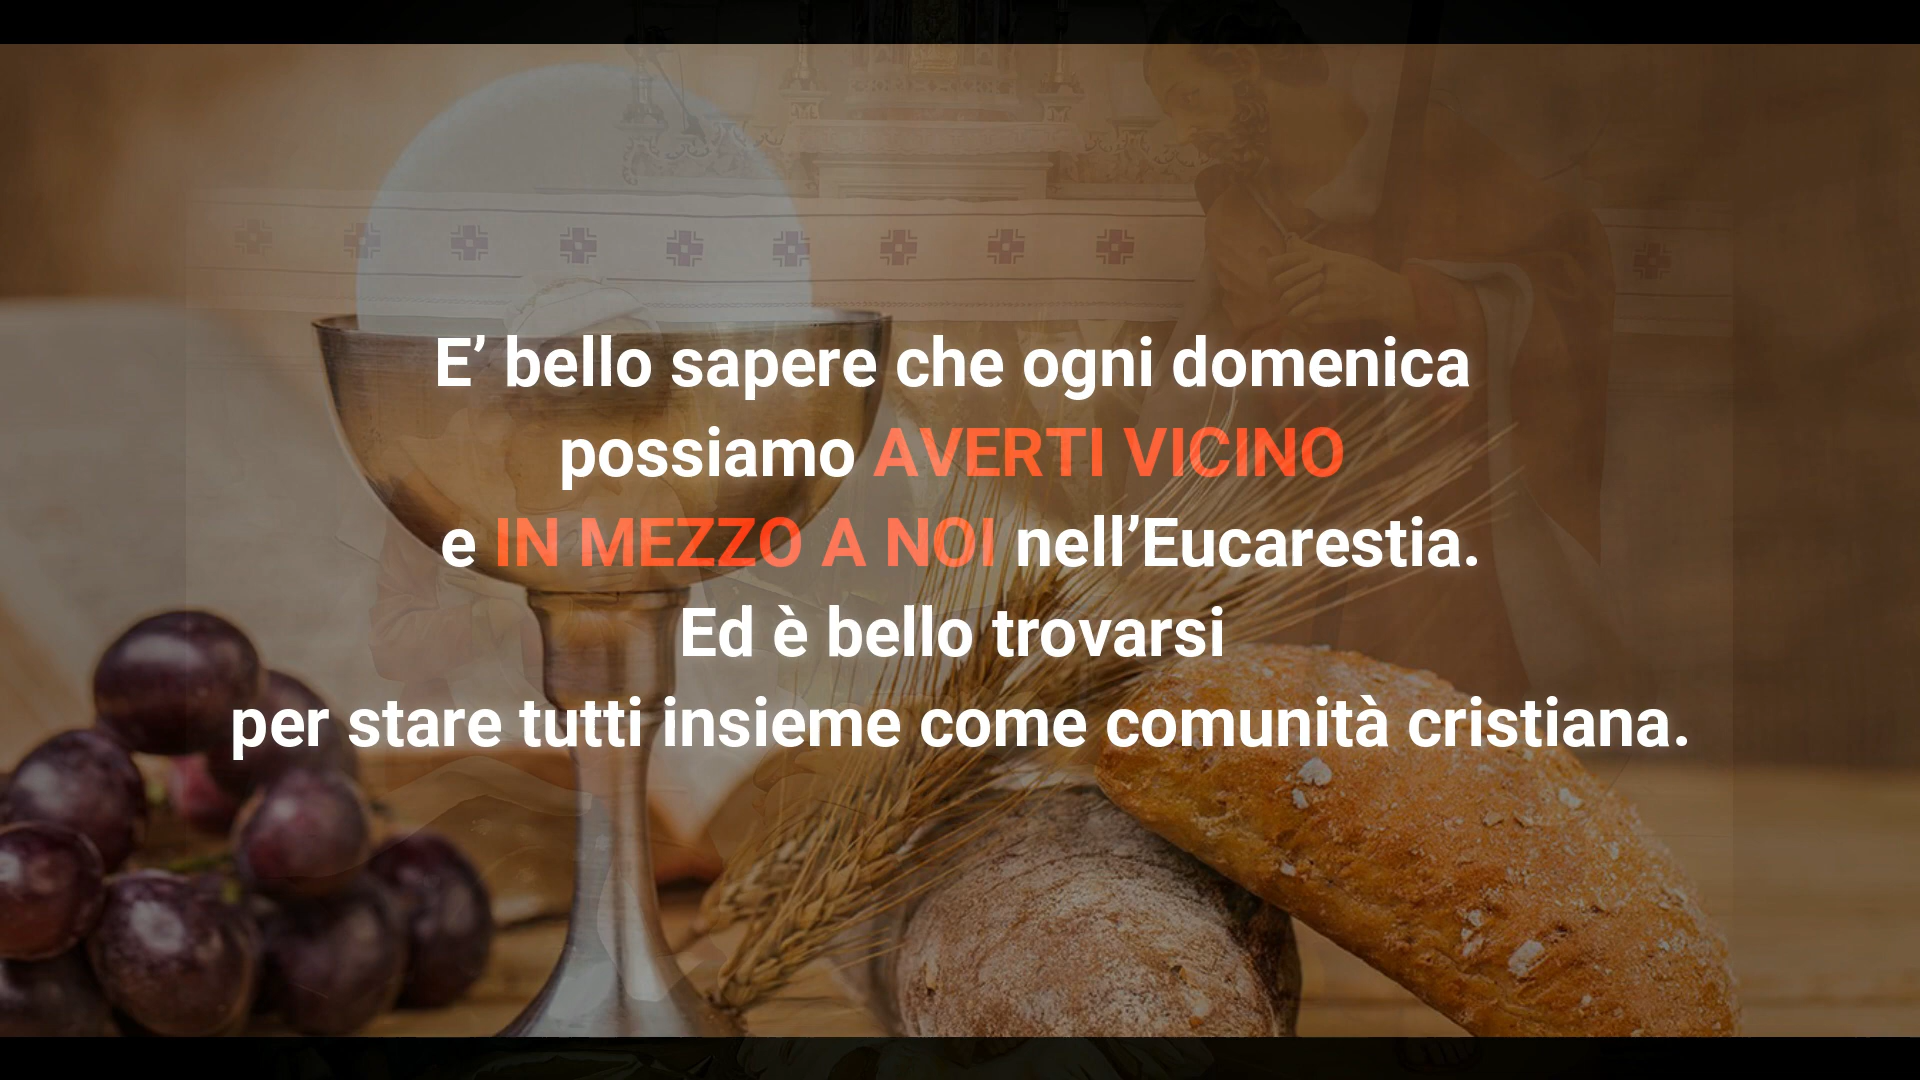 E’ bello sapere che ogni domenica
possiamo AVERTI VICINO
e IN MEZZO A NOI nell’Eucarestia.
Ed è bello trovarsi
per stare tutti insieme come comunità cristiana.